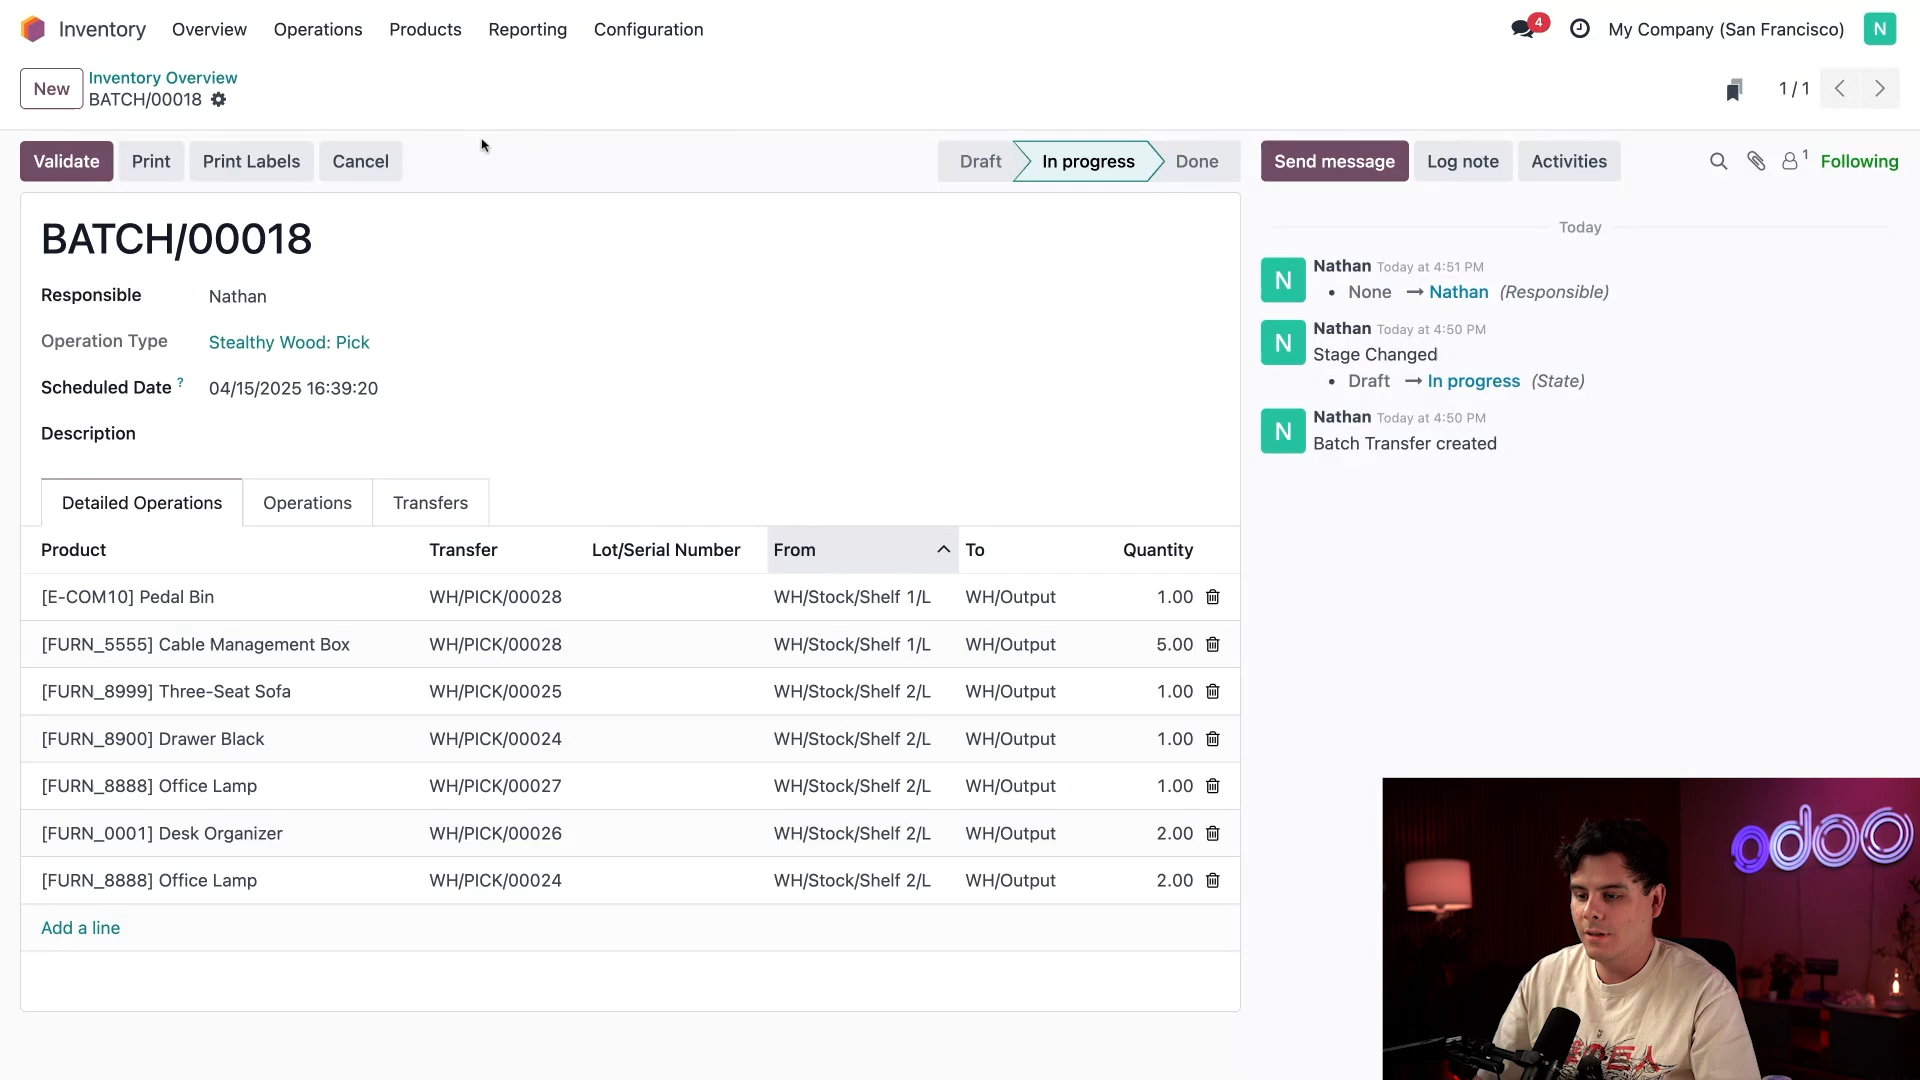 Inventory Overview Operations Products Reporting Configuration 4 My Company (San Francisco) N
New Inventory Overview
BATCH/00018 1 / 1
Validate Print Print Labels Cancel Draft In progress Done Send message Log note Activities 1 Following
BATCH/00018
Responsible Nathan
Operation Type Stealthy Wood: Pick
Scheduled Date ? 04/15/2025 16:39:20
Description
Detailed Operations Operations Transfers
Product Transfer Lot/Serial Number From To Quantity
[E-COM10] Pedal Bin WH/PICK/00028 WH/Stock/Shelf 1/L WH/Output 1.00
[FURN_5555] Cable Management Box WH/PICK/00028 WH/Stock/Shelf 1/L WH/Output 5.00
[FURN_8999] Three-Seat Sofa WH/PICK/00025 WH/Stock/Shelf 2/L WH/Output 1.00
[FURN_8900] Drawer Black WH/PICK/00024 WH/Stock/Shelf 2/L WH/Output 1.00
[FURN_8888] Office Lamp WH/PICK/00027 WH/Stock/Shelf 2/L WH/Output 1.00
[FURN_0001] Desk Organizer WH/PICK/00026 WH/Stock/Shelf 2/L WH/Output 2.00
[FURN_8888] Office Lamp WH/PICK/00024 WH/Stock/Shelf 2/L WH/Output 2.00
Add a line
Today
N Nathan Today at 4:51 PM
• None → Nathan (Responsible)
N Nathan Today at 4:50 PM
Stage Changed
• Draft → In progress (State)
N Nathan Today at 4:50 PM
Batch Transfer created
odoo